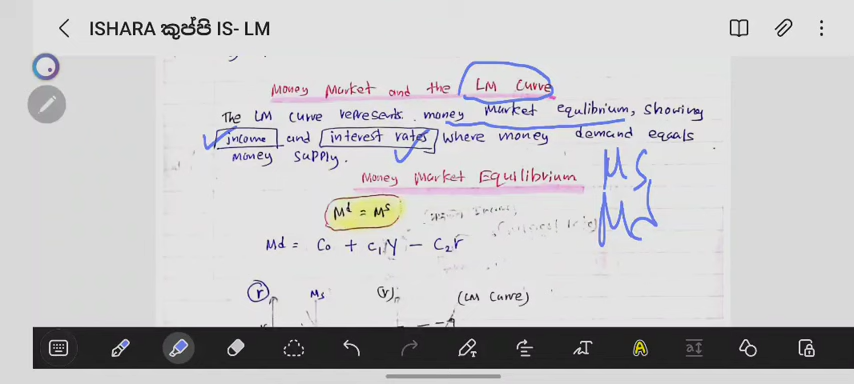 ISHARA කුප්පි IS- LM
Money Market and the LM Curve
The LM curve represents money market equlibrium, showing
income and interest rates where money demand eqals
money supply.
MS
Md
Money Market Equilibrium
Md = Ms
Md = C0 + C1Y - C2r
(r) Ms (r) (LM Curve)